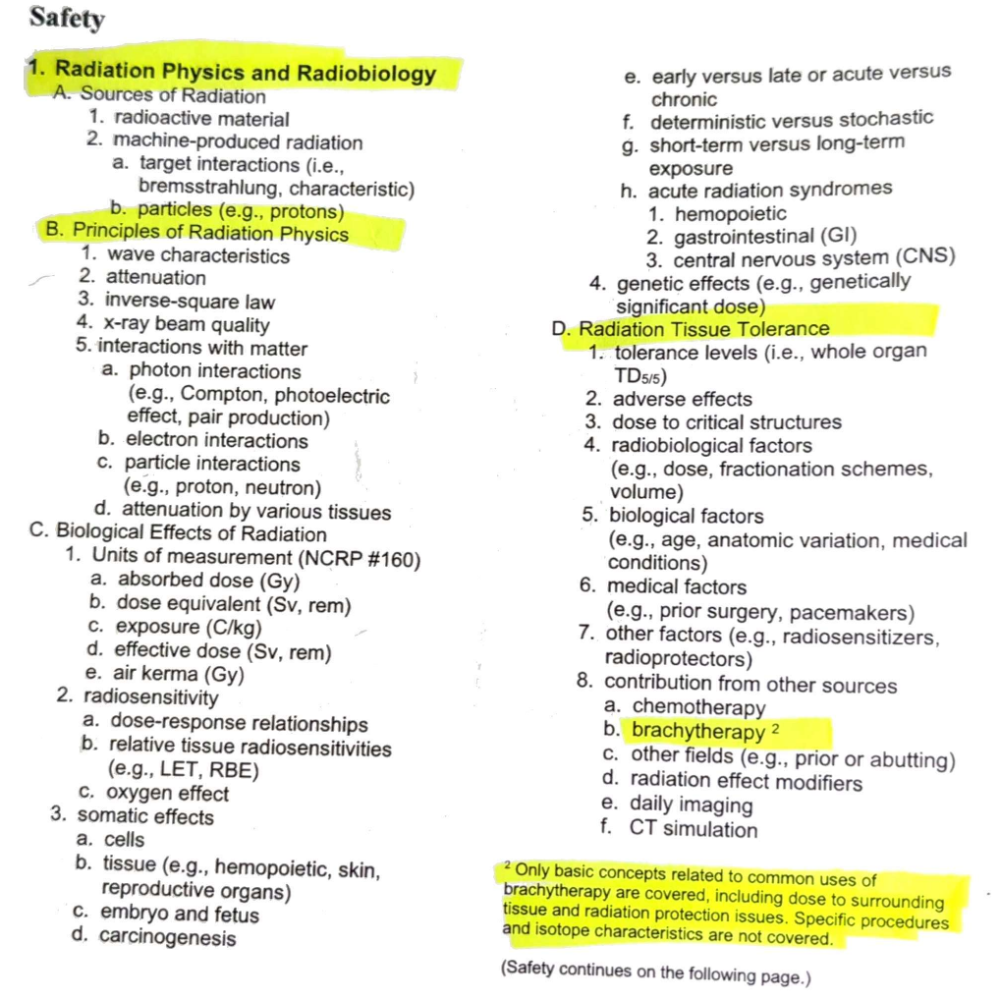 Safety
1. Radiation Physics and Radiobiology
A. Sources of Radiation
1. radioactive material
2. machine-produced radiation
a. target interactions (i.e.,
bremsstrahlung, characteristic)
b. particles (e.g., protons)
B. Principles of Radiation Physics
1. wave characteristics
2. attenuation
3. inverse-square law
4. x-ray beam quality
5. interactions with matter
a. photon interactions
(e.g., Compton, photoelectric
effect, pair production)
b. electron interactions
c. particle interactions
(e.g., proton, neutron)
d. attenuation by various tissues
C. Biological Effects of Radiation
1. Units of measurement (NCRP #160)
a. absorbed dose (Gy)
b. dose equivalent (Sv, rem)
c. exposure (C/kg)
d. effective dose (Sv, rem)
e. air kerma (Gy)
2. radiosensitivity
a. dose-response relationships
b. relative tissue radiosensitivities
(e.g., LET, RBE)
c. oxygen effect
3. somatic effects
a. cells
b. tissue (e.g., hemopoietic, skin,
reproductive organs)
c. embryo and fetus
d. carcinogenesis
e. early versus late or acute versus
chronic
f. deterministic versus stochastic
g. short-term versus long-term
exposure
h. acute radiation syndromes
1. hemopoietic
2. gastrointestinal (GI)
3. central nervous system (CNS)
4. genetic effects (e.g., genetically
significant dose)
D. Radiation Tissue Tolerance
1. tolerance levels (i.e., whole organ
TD5/5)
2. adverse effects
3. dose to critical structures
4. radiobiological factors
(e.g., dose, fractionation schemes,
volume)
5. biological factors
(e.g., age, anatomic variation, medical
conditions)
6. medical factors
(e.g., prior surgery, pacemakers)
7. other factors (e.g., radiosensitizers,
radioprotectors)
8. contribution from other sources
a. chemotherapy
b. brachytherapy ²
c. other fields (e.g., prior or abutting)
d. radiation effect modifiers
e. daily imaging
f. CT simulation
² Only basic concepts related to common uses of
brachytherapy are covered, including dose to surrounding
tissue and radiation protection issues. Specific procedures
and isotope characteristics are not covered.
(Safety continues on the following page.)